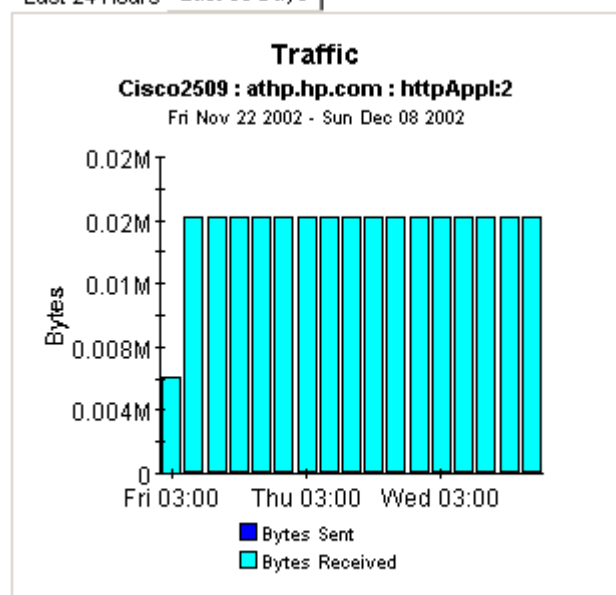 Traffic
Cisco2509 : athp.hp.com : httpAppl:2
Fri Nov 22 2002 - Sun Dec 08 2002
0.02M
0.02M
0.01M
0.008M
0.004M
0
Bytes
Fri 03:00 Thu 03:00 Wed 03:00
Bytes Sent
Bytes Received